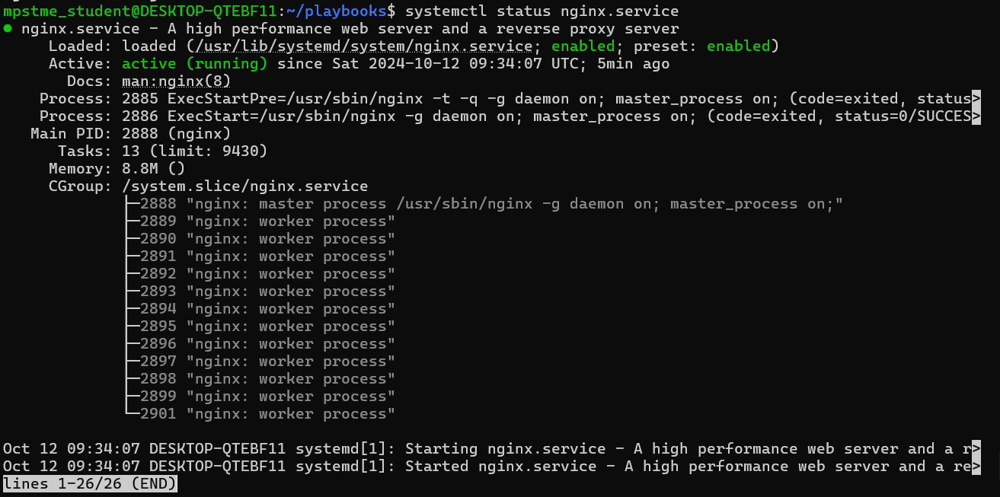 mpstme_student@DESKTOP-QTEBF11:~/playbooks$ systemctl status nginx.service
● nginx.service - A high performance web server and a reverse proxy server
     Loaded: loaded (/usr/lib/systemd/system/nginx.service; enabled; preset: enabled)
     Active: active (running) since Sat 2024-10-12 09:34:07 UTC; 5min ago
       Docs: man:nginx(8)
    Process: 2885 ExecStartPre=/usr/sbin/nginx -t -q -g daemon on; master_process on; (code=exited, status>
    Process: 2886 ExecStart=/usr/sbin/nginx -g daemon on; master_process on; (code=exited, status=0/SUCCES>
   Main PID: 2888 (nginx)
      Tasks: 13 (limit: 9430)
     Memory: 8.8M ()
     CGroup: /system.slice/nginx.service
             ├─2888 "nginx: master process /usr/sbin/nginx -g daemon on; master_process on;"
             ├─2889 "nginx: worker process"
             ├─2890 "nginx: worker process"
             ├─2891 "nginx: worker process"
             ├─2892 "nginx: worker process"
             ├─2893 "nginx: worker process"
             ├─2894 "nginx: worker process"
             ├─2895 "nginx: worker process"
             ├─2896 "nginx: worker process"
             ├─2897 "nginx: worker process"
             ├─2898 "nginx: worker process"
             ├─2899 "nginx: worker process"
             └─2901 "nginx: worker process"

Oct 12 09:34:07 DESKTOP-QTEBF11 systemd[1]: Starting nginx.service - A high performance web server and a r>
Oct 12 09:34:07 DESKTOP-QTEBF11 systemd[1]: Started nginx.service - A high performance web server and a re>
lines 1-26/26 (END)